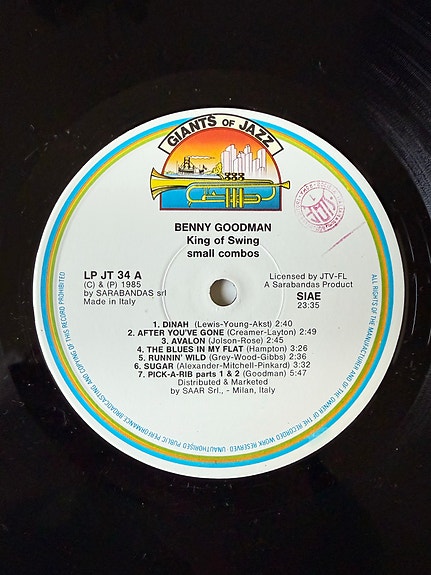 GIANTS OF JAZZ
BENNY GOODMAN
King of Swing
small combos
LP JT 34 A
(C) & (P) 1985
by SARABANDAS srl
Made in Italy
Licensed by JTV-FL
A Sarabandas Product
SIAE
23:35
1. DINAH (Lewis-Young-Akst) 2:40
2. AFTER YOU'VE GONE (Creamer-Layton) 2:49
3. AVALON (Jolson-Rose) 2:45
4. THE BLUES IN MY FLAT (Hampton) 3:26
5. RUNNIN' WILD (Grey-Wood-Gibbs) 2:36
6. SUGAR (Alexander-Mitchell-Pinkard) 3:32
7. PICK-A-RIB parts 1 & 2 (Goodman) 5:47
Distributed & Marketed
by SAAR Srl., - Milan, Italy
ALL RIGHTS OF THE MANUFACTURER AND OF THE OWNER OF THE RECORDED WORK RESERVED UNAUTHORISED PUBLIC PERFORMANCE BROADCASTING AND COPYING OF THIS RECORD PROHIBITED